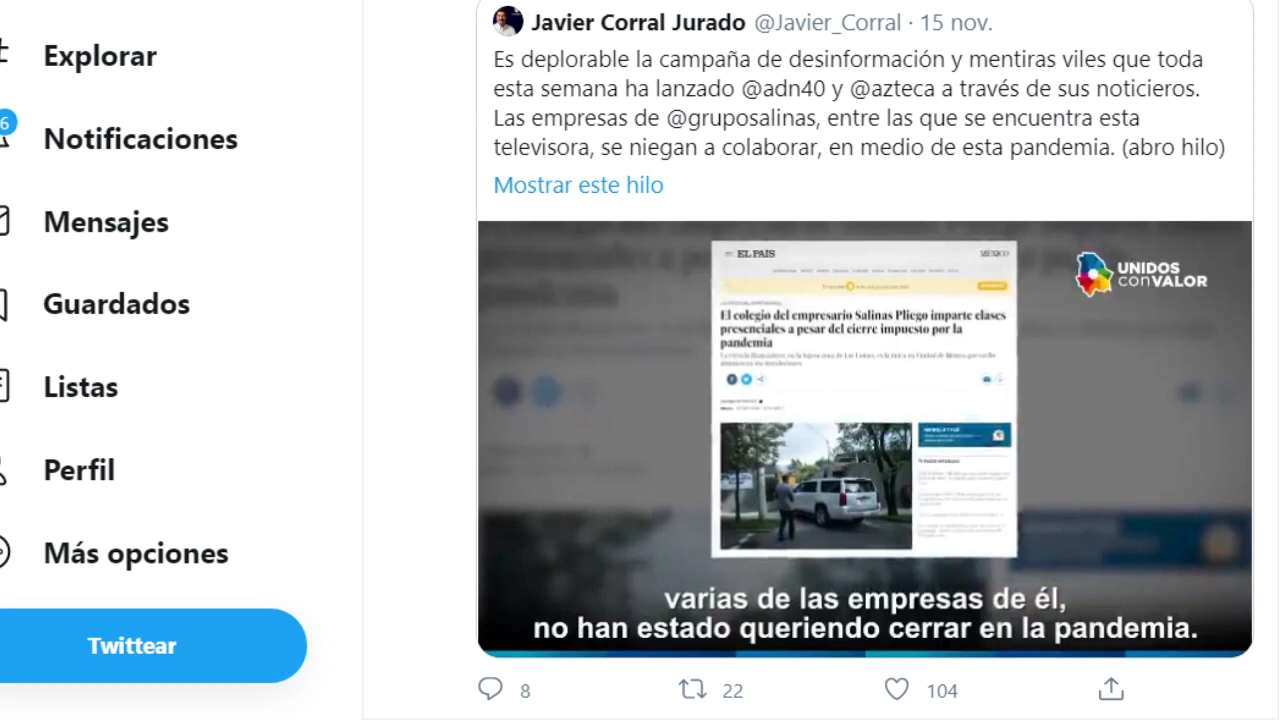 Explorar
6
Notificaciones
Mensajes
Guardados
Listas
Perfil
Más opciones
Twittear
Javier Corral Jurado @Javier_Corral · 15 nov.
Es deplorable la campaña de desinformación y mentiras viles que toda
esta semana ha lanzado @adn40 y @azteca a través de sus noticieros.
Las empresas de @gruposalinas, entre las que se encuentra esta
televisora, se niegan a colaborar, en medio de esta pandemia. (abro hilo)
Mostrar este hilo
EL PAÍS
MÉXICO
El colegio del empresario Salinas Pliego imparte clases
presenciales a pesar del cierre impuesto por la
pandemia
NEWSLETTER
UNIDOS
conVALOR
varias de las empresas de él,
no han estado queriendo cerrar en la pandemia.
8
22
104